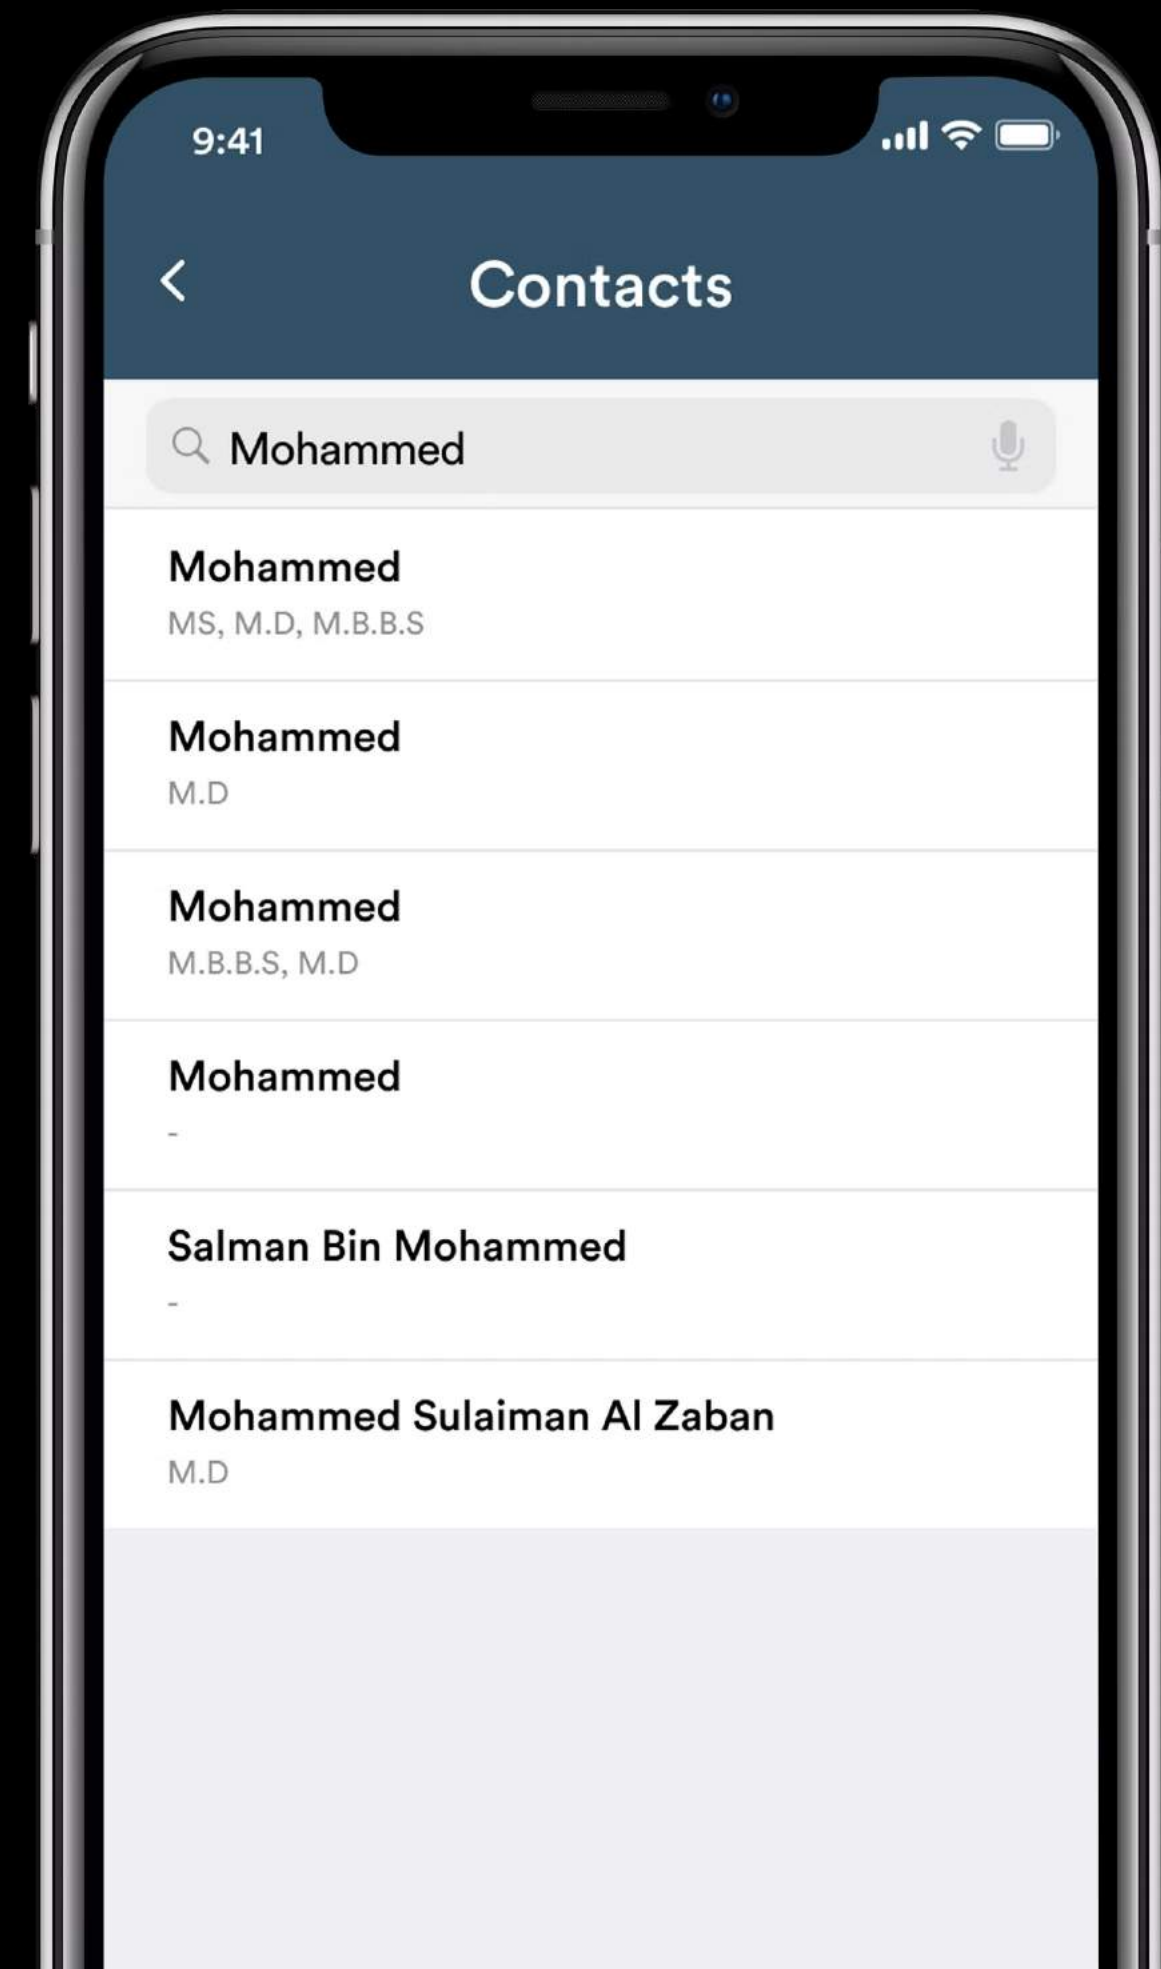 9:41
Contacts
Mohammed
Mohammed
MS, M.D, M.B.B.S
Mohammed
M.D
Mohammed
M.B.B.S, M.D
Mohammed
-
Salman Bin Mohammed
-
Mohammed Sulaiman Al Zaban
M.D